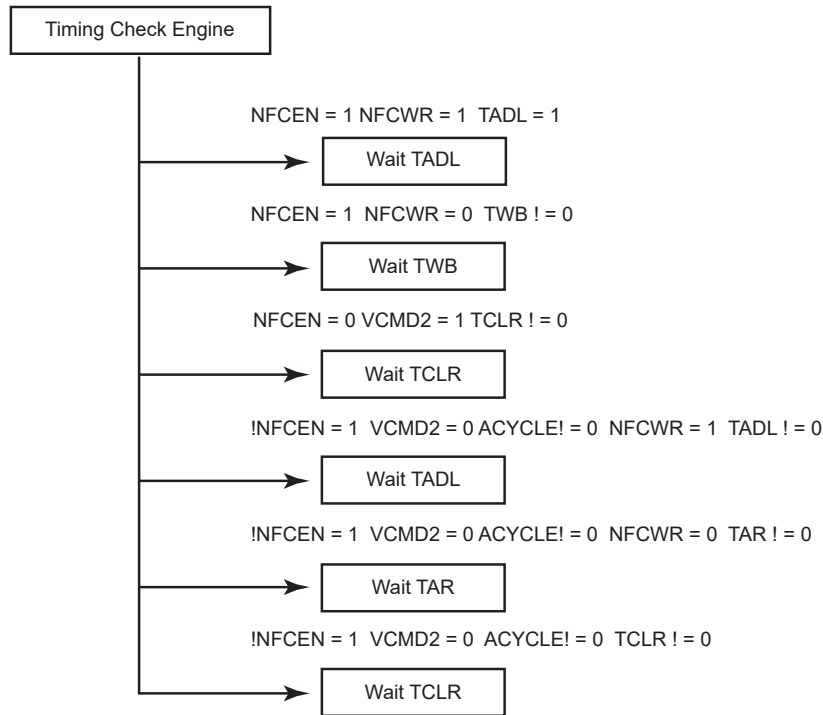 Timing Check Engine
NFCEN = 1 NFCWR = 1 TADL = 1
Wait TADL
NFCEN = 1 NFCWR = 0 TWB ! = 0
Wait TWB
NFCEN = 0 VCMD2 = 1 TCLR ! = 0
Wait TCLR
!NFCEN = 1 VCMD2 = 0 ACYCLE! = 0 NFCWR = 1 TADL ! = 0
Wait TADL
!NFCEN = 1 VCMD2 = 0 ACYCLE! = 0 NFCWR = 0 TAR ! = 0
Wait TAR
!NFCEN = 1 VCMD2 = 0 ACYCLE! = 0 TCLR ! = 0
Wait TCLR